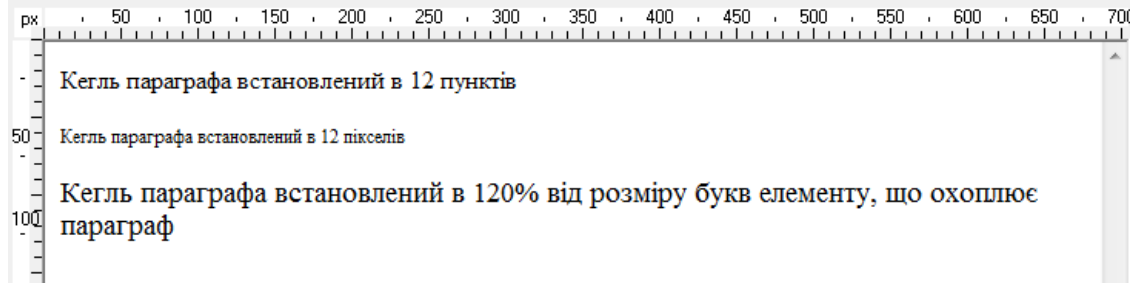 px 50 100 150 200 250 300 350 400 450 500 550 600 650 700
Кегль параграфа встановлений в 12 пунктів
50
Кегль параграфа встановлений в 12 пікселів
Кегль параграфа встановлений в 120% від розміру букв елементу, що охоплює
100
параграф